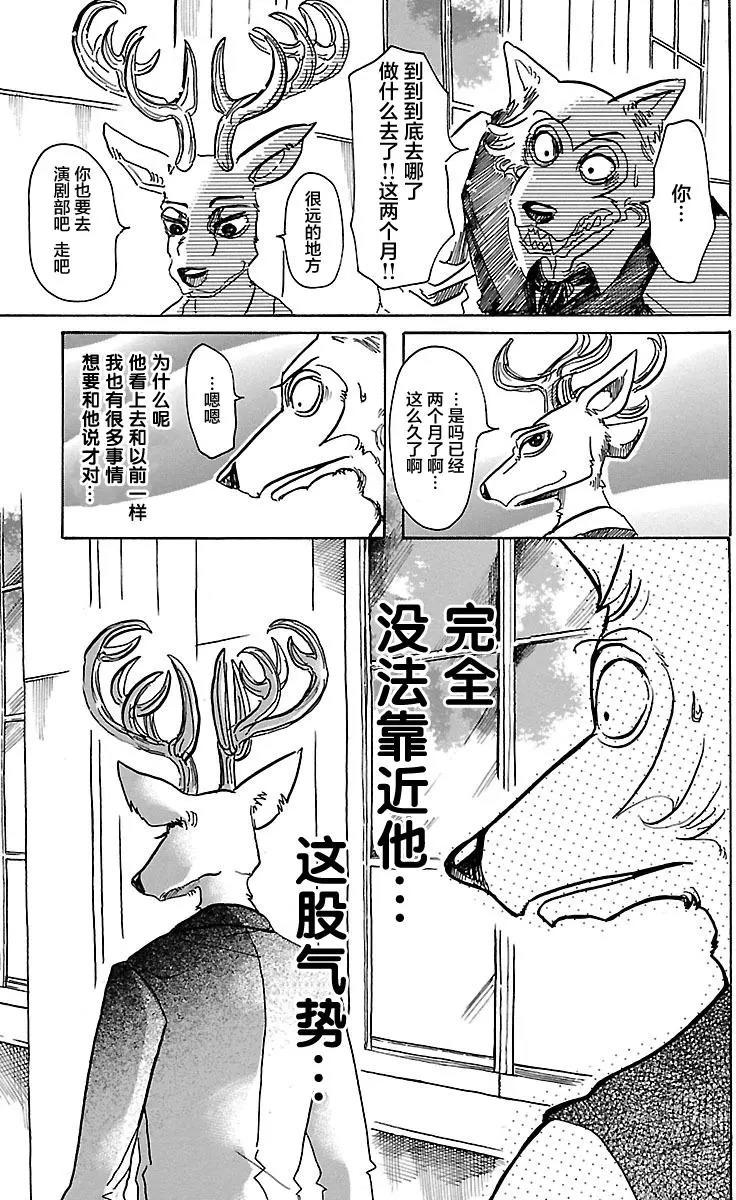 你…
到到到底去哪了
做什么去了!!这两个月!!
很远的地方
你也要去
演剧部吧 走吧
…是吗已经
两个月了啊…
这么久了啊
…嗯嗯
为什么呢
他看上去和以前一样
我也有很多事情
想要和他说才对…
完全
没法靠近他…
这股气势…